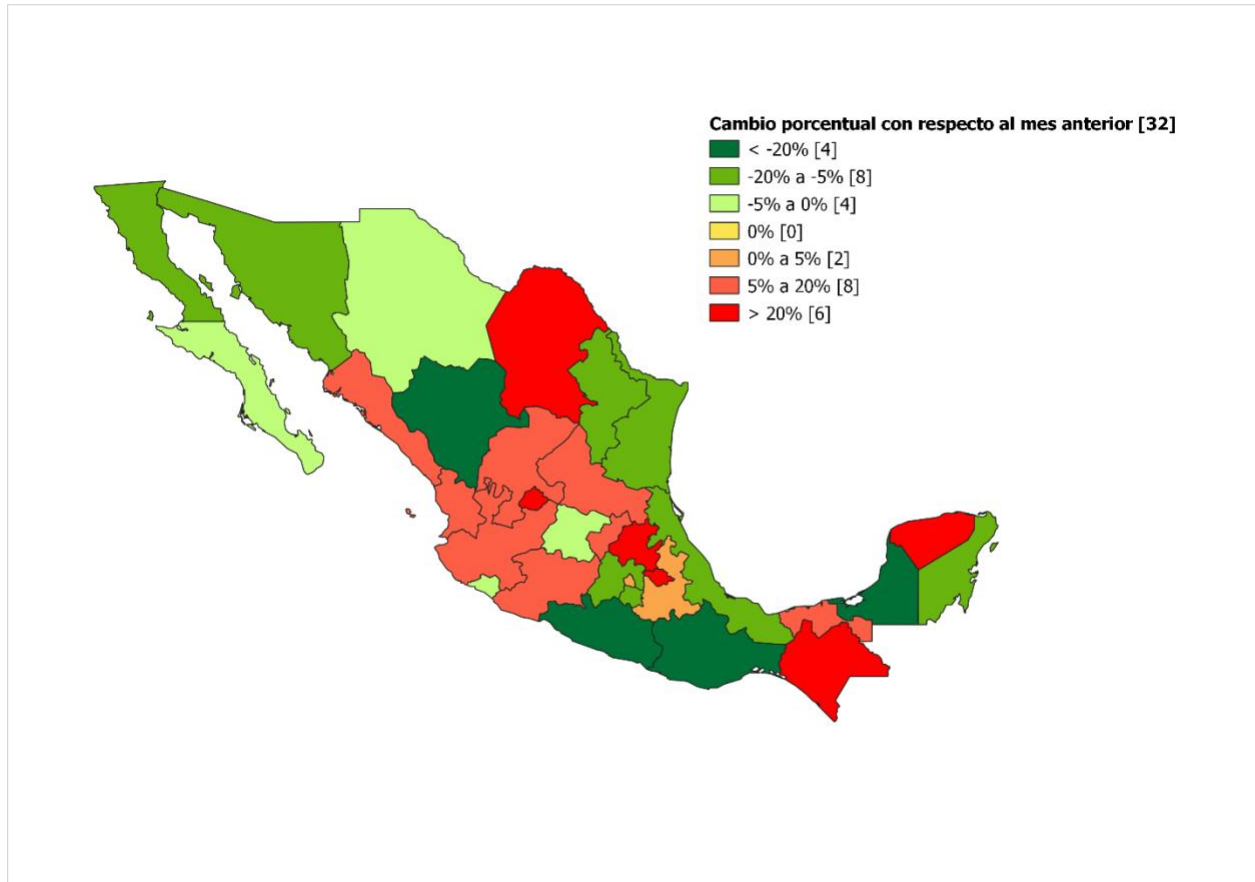 Cambio porcentual con respecto al mes anterior [32]
< -20% [4]
-20% a -5% [8]
-5% a 0% [4]
0% [0]
0% a 5% [2]
5% a 20% [8]
> 20% [6]